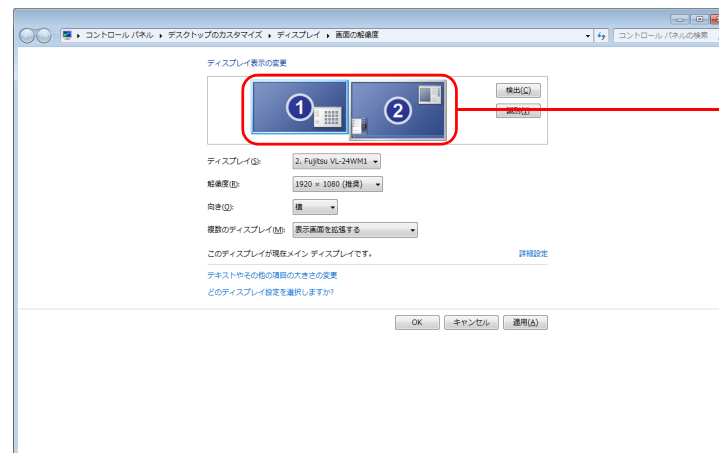 コントロール パネル ▸ デスクトップのカスタマイズ ▸ ディスプレイ ▸ 画面の解像度
コントロール パネルの検索
ディスプレイ表示の変更
1
2
検出(C)
ディスプレイ(S):
2. Fujitsu VL-24WM1
解像度(R):
1920 × 1080 (推奨)
向き(O):
横
複数のディスプレイ(M):
表示画面を拡張する
このディスプレイが現在メイン ディスプレイです。
詳細設定
テキストやその他の項目の大きさの変更
どのディスプレイ設定を選択しますか?
OK
キャンセル
適用(A)